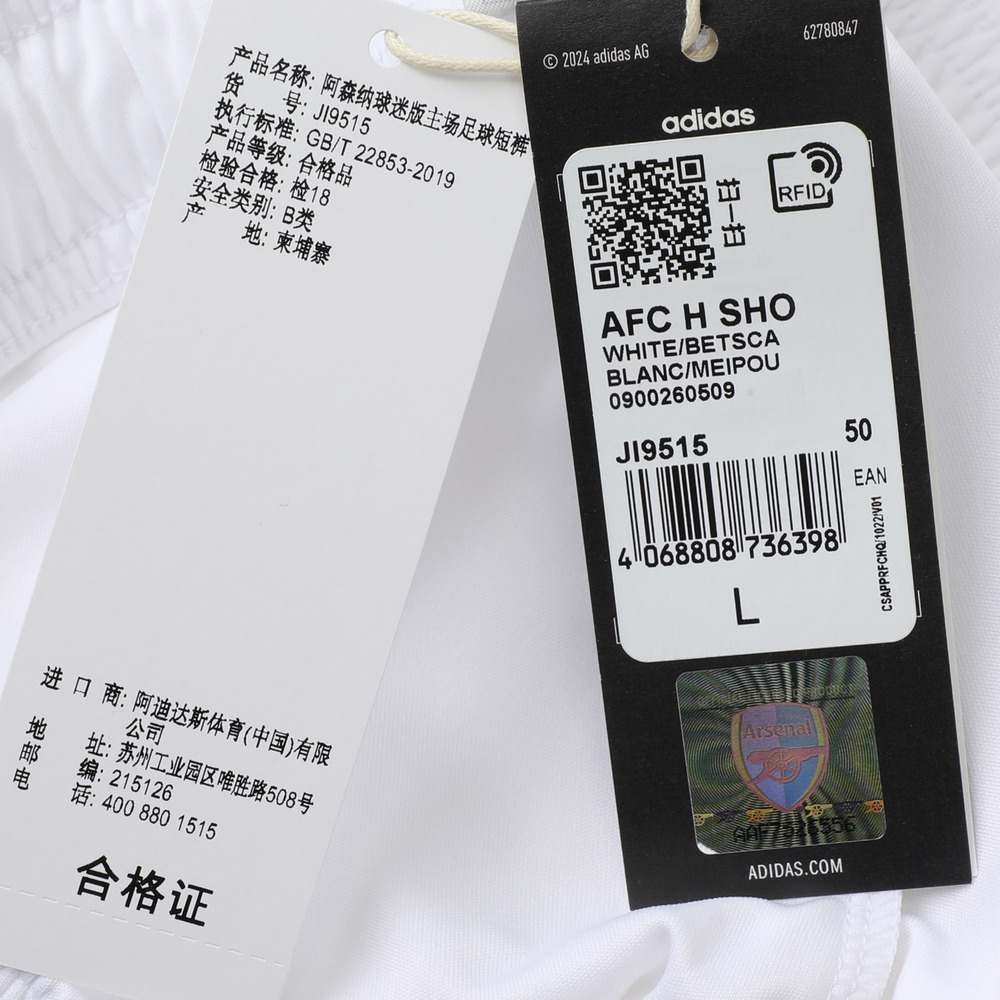 产品名称: 阿森纳球迷版主场足球短裤
货 号: JI9515
执行标准: GB/T 22853-2019
产品等级: 合格品
检验合格: 检18
安全类别: B类
产 地: 柬埔寨
进 口 商: 阿迪达斯体育(中国)有限
公司
地 址: 苏州工业园区唯胜路508号
邮 编: 215126
电 话: 400 880 1515
合格证
© 2024 adidas AG
62780847
adidas
RFID
AFC H SHO
WHITE/BETSCA
BLANC/MEIPOU
0900260509
JI9515
50
EAN
CSAPPRFCHQ/1022/V01
4 068808 736398
L
Arsenal
ADIDAS.COM